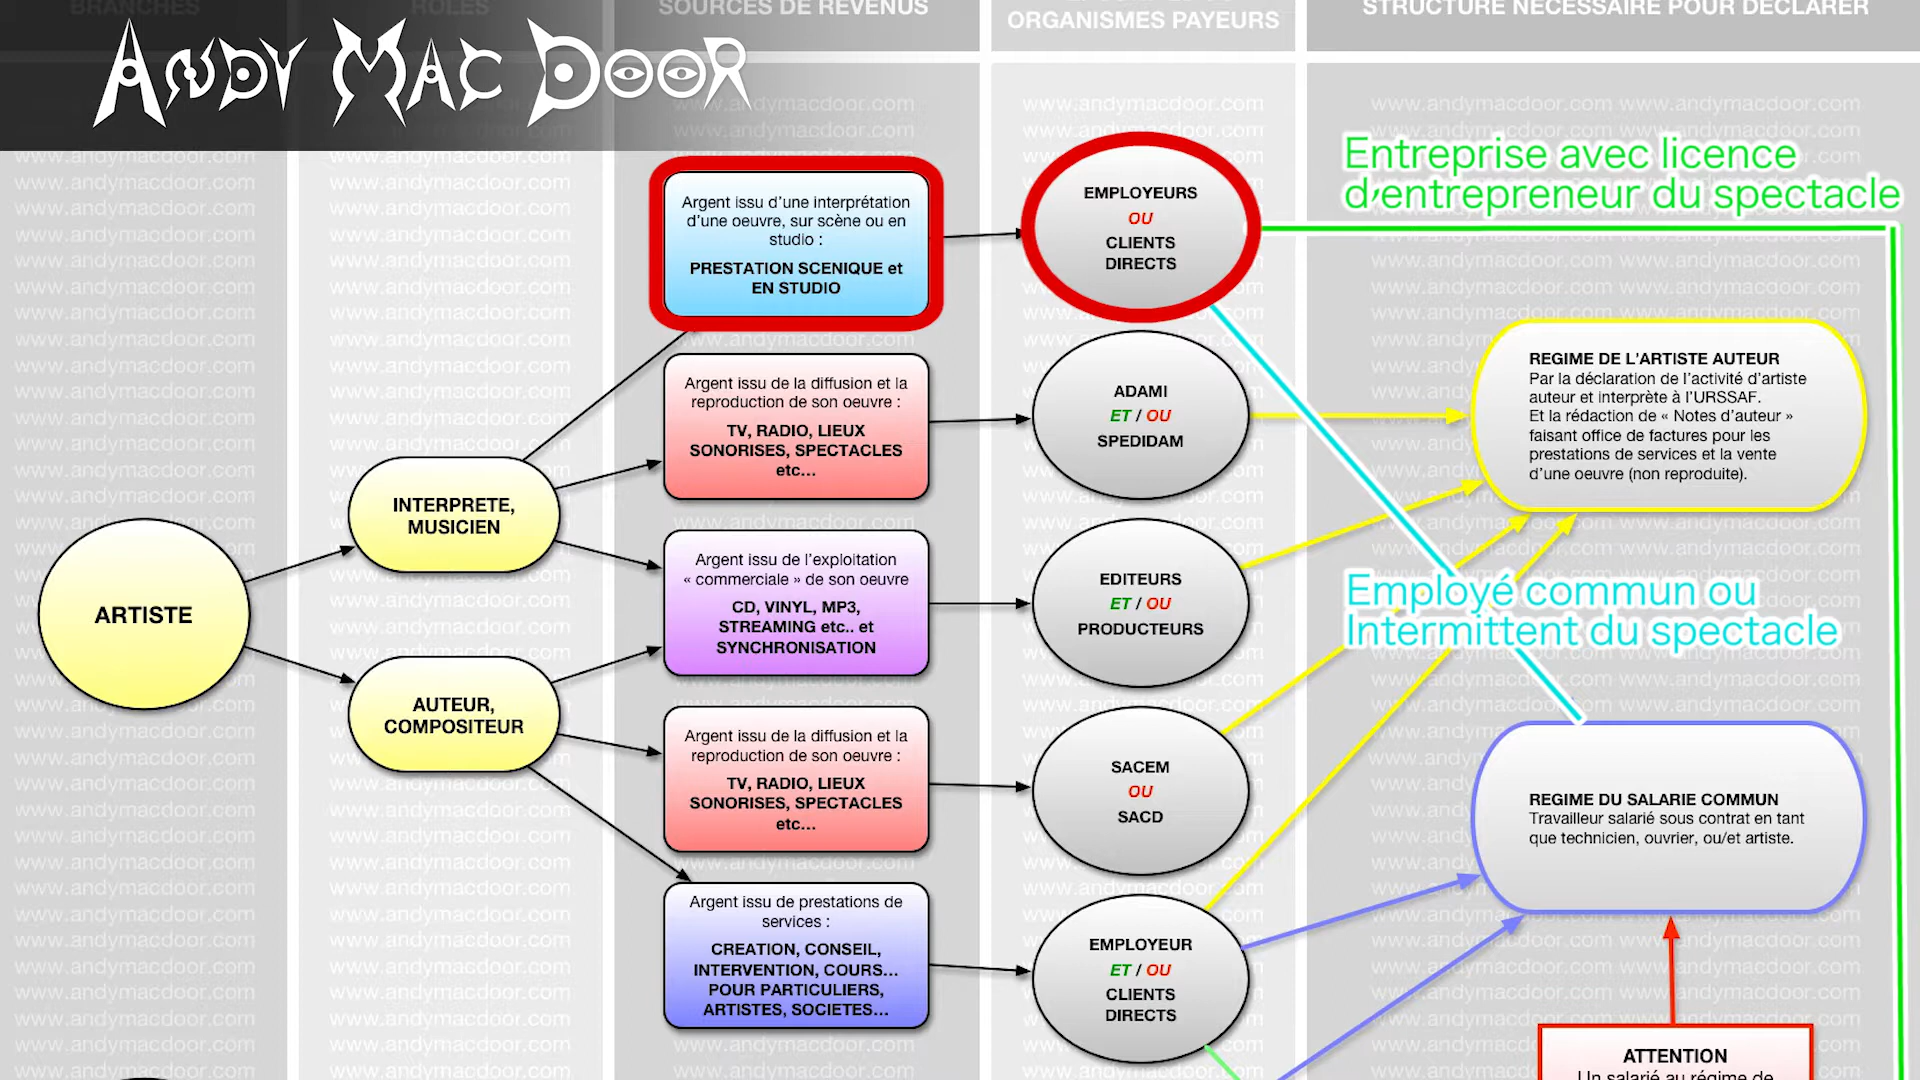 BRANCHES
ROLES
SOURCES DE REVENUS
ORGANISMES PAYEURS
STRUCTURE NECESSAIRE POUR DECLARER
ANDY MAC DOOR
www.andymacdoor.com
Entreprise avec licence
d'entrepreneur du spectacle
Argent issu d'une interprétation
d'une oeuvre, sur scène ou en
studio :
PRESTATION SCENIQUE et
EN STUDIO
EMPLOYEURS
OU
CLIENTS
DIRECTS
Argent issu de la diffusion et la
reproduction de son oeuvre :
TV, RADIO, LIEUX
SONORISES, SPECTACLES
etc...
ADAMI
ET / OU
SPEDIDAM
REGIME DE L'ARTISTE AUTEUR
Par la déclaration de l'activité d'artiste
auteur et interprète à l'URSSAF.
Et la rédaction de « Notes d'auteur »
faisant office de factures pour les
prestations de services et la vente
d'une oeuvre (non reproduite).
INTERPRETE,
MUSICIEN
ARTISTE
Argent issu de l'exploitation
« commerciale » de son oeuvre
CD, VINYL, MP3,
STREAMING etc.. et
SYNCHRONISATION
EDITEURS
ET / OU
PRODUCTEURS
Employé commun ou
Intermittent du spectacle
AUTEUR,
COMPOSITEUR
Argent issu de la diffusion et la
reproduction de son oeuvre :
TV, RADIO, LIEUX
SONORISES, SPECTACLES
etc...
SACEM
OU
SACD
REGIME DU SALARIE COMMUN
Travailleur salarié sous contrat en tant
que technicien, ouvrier, ou/et artiste.
Argent issu de prestations de
services :
CREATION, CONSEIL,
INTERVENTION, COURS...
POUR PARTICULIERS,
ARTISTES, SOCIETES...
EMPLOYEUR
ET / OU
CLIENTS
DIRECTS
ATTENTION
Un salarié au régime de